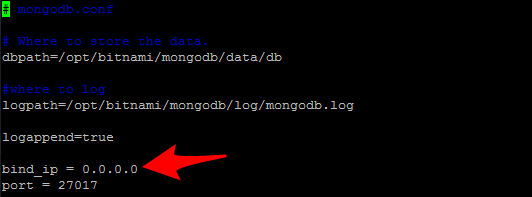 # mongodb.conf
# Where to store the data.
dbpath=/opt/bitnami/mongodb/data/db
#where to log
logpath=/opt/bitnami/mongodb/log/mongodb.log
logappend=true
bind_ip = 0.0.0.0
port = 27017